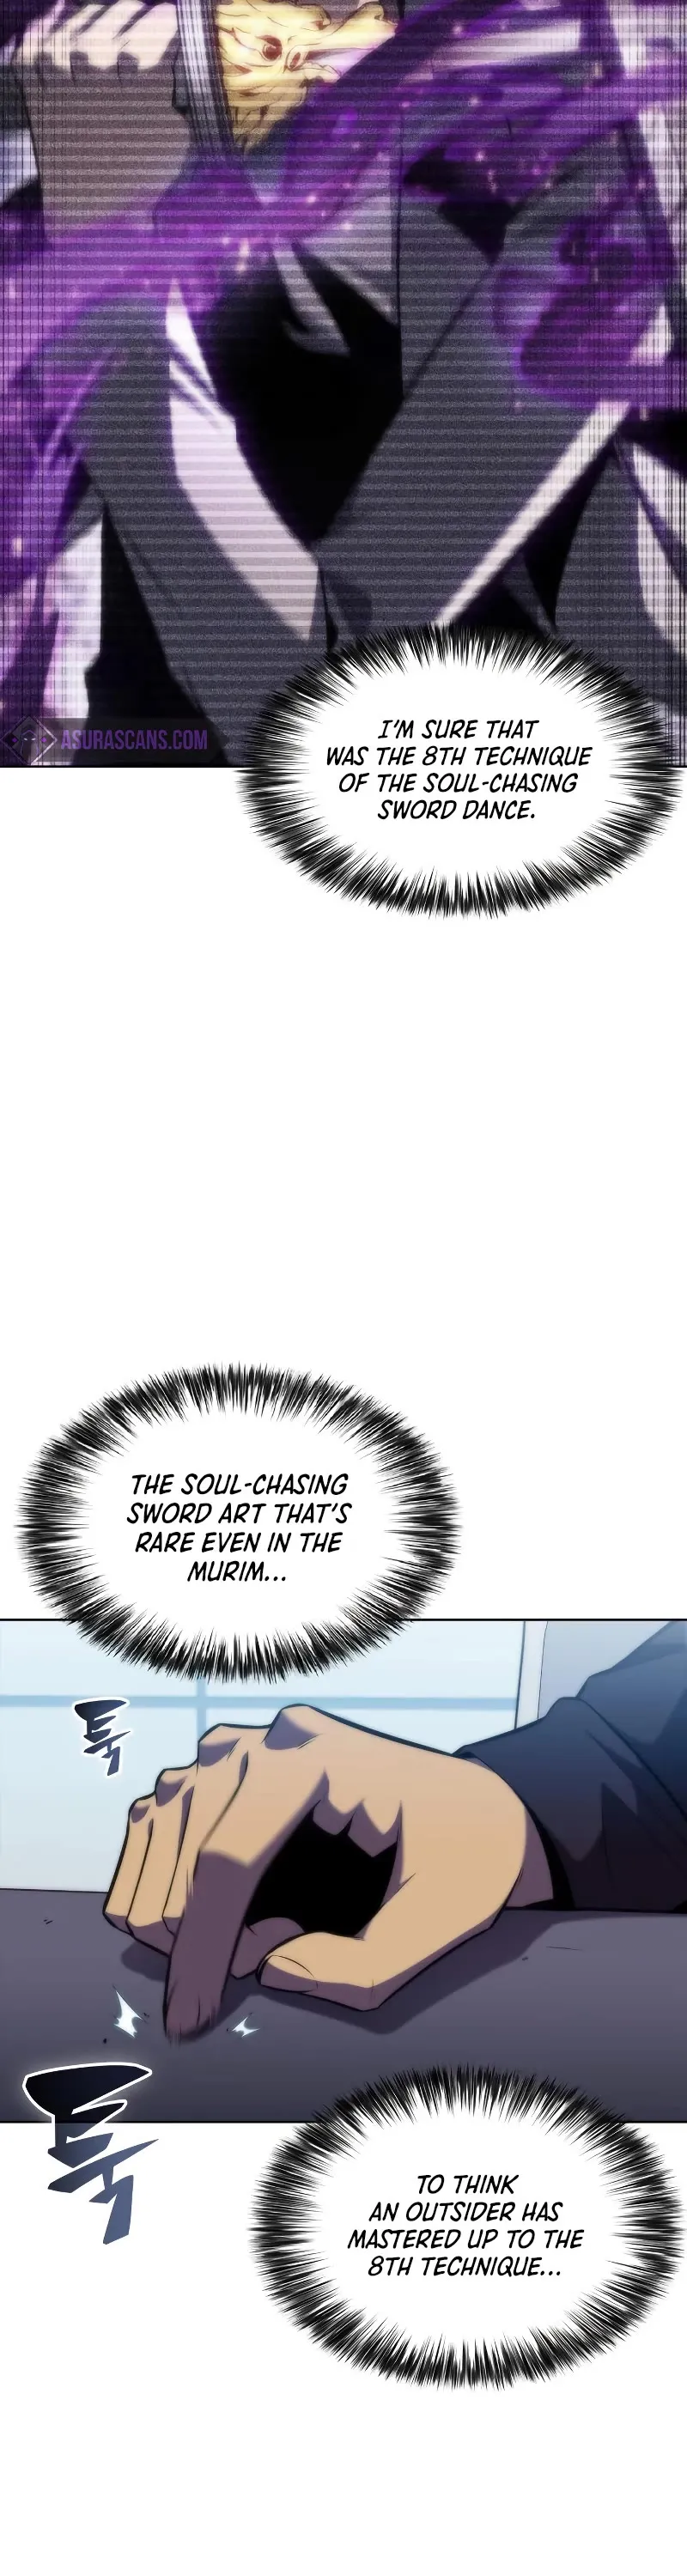 I'M SURE THAT
WAS THE 8TH TECHNIQUE
OF THE SOUL-CHASING
SWORD DANCE.
ASURASCANS.COM
THE SOUL-CHASING
SWORD ART THAT'S
RARE EVEN IN THE
MURIM...
툭
툭
TO THINK
AN OUTSIDER HAS
MASTERED UP TO THE
8TH TECHNIQUE...